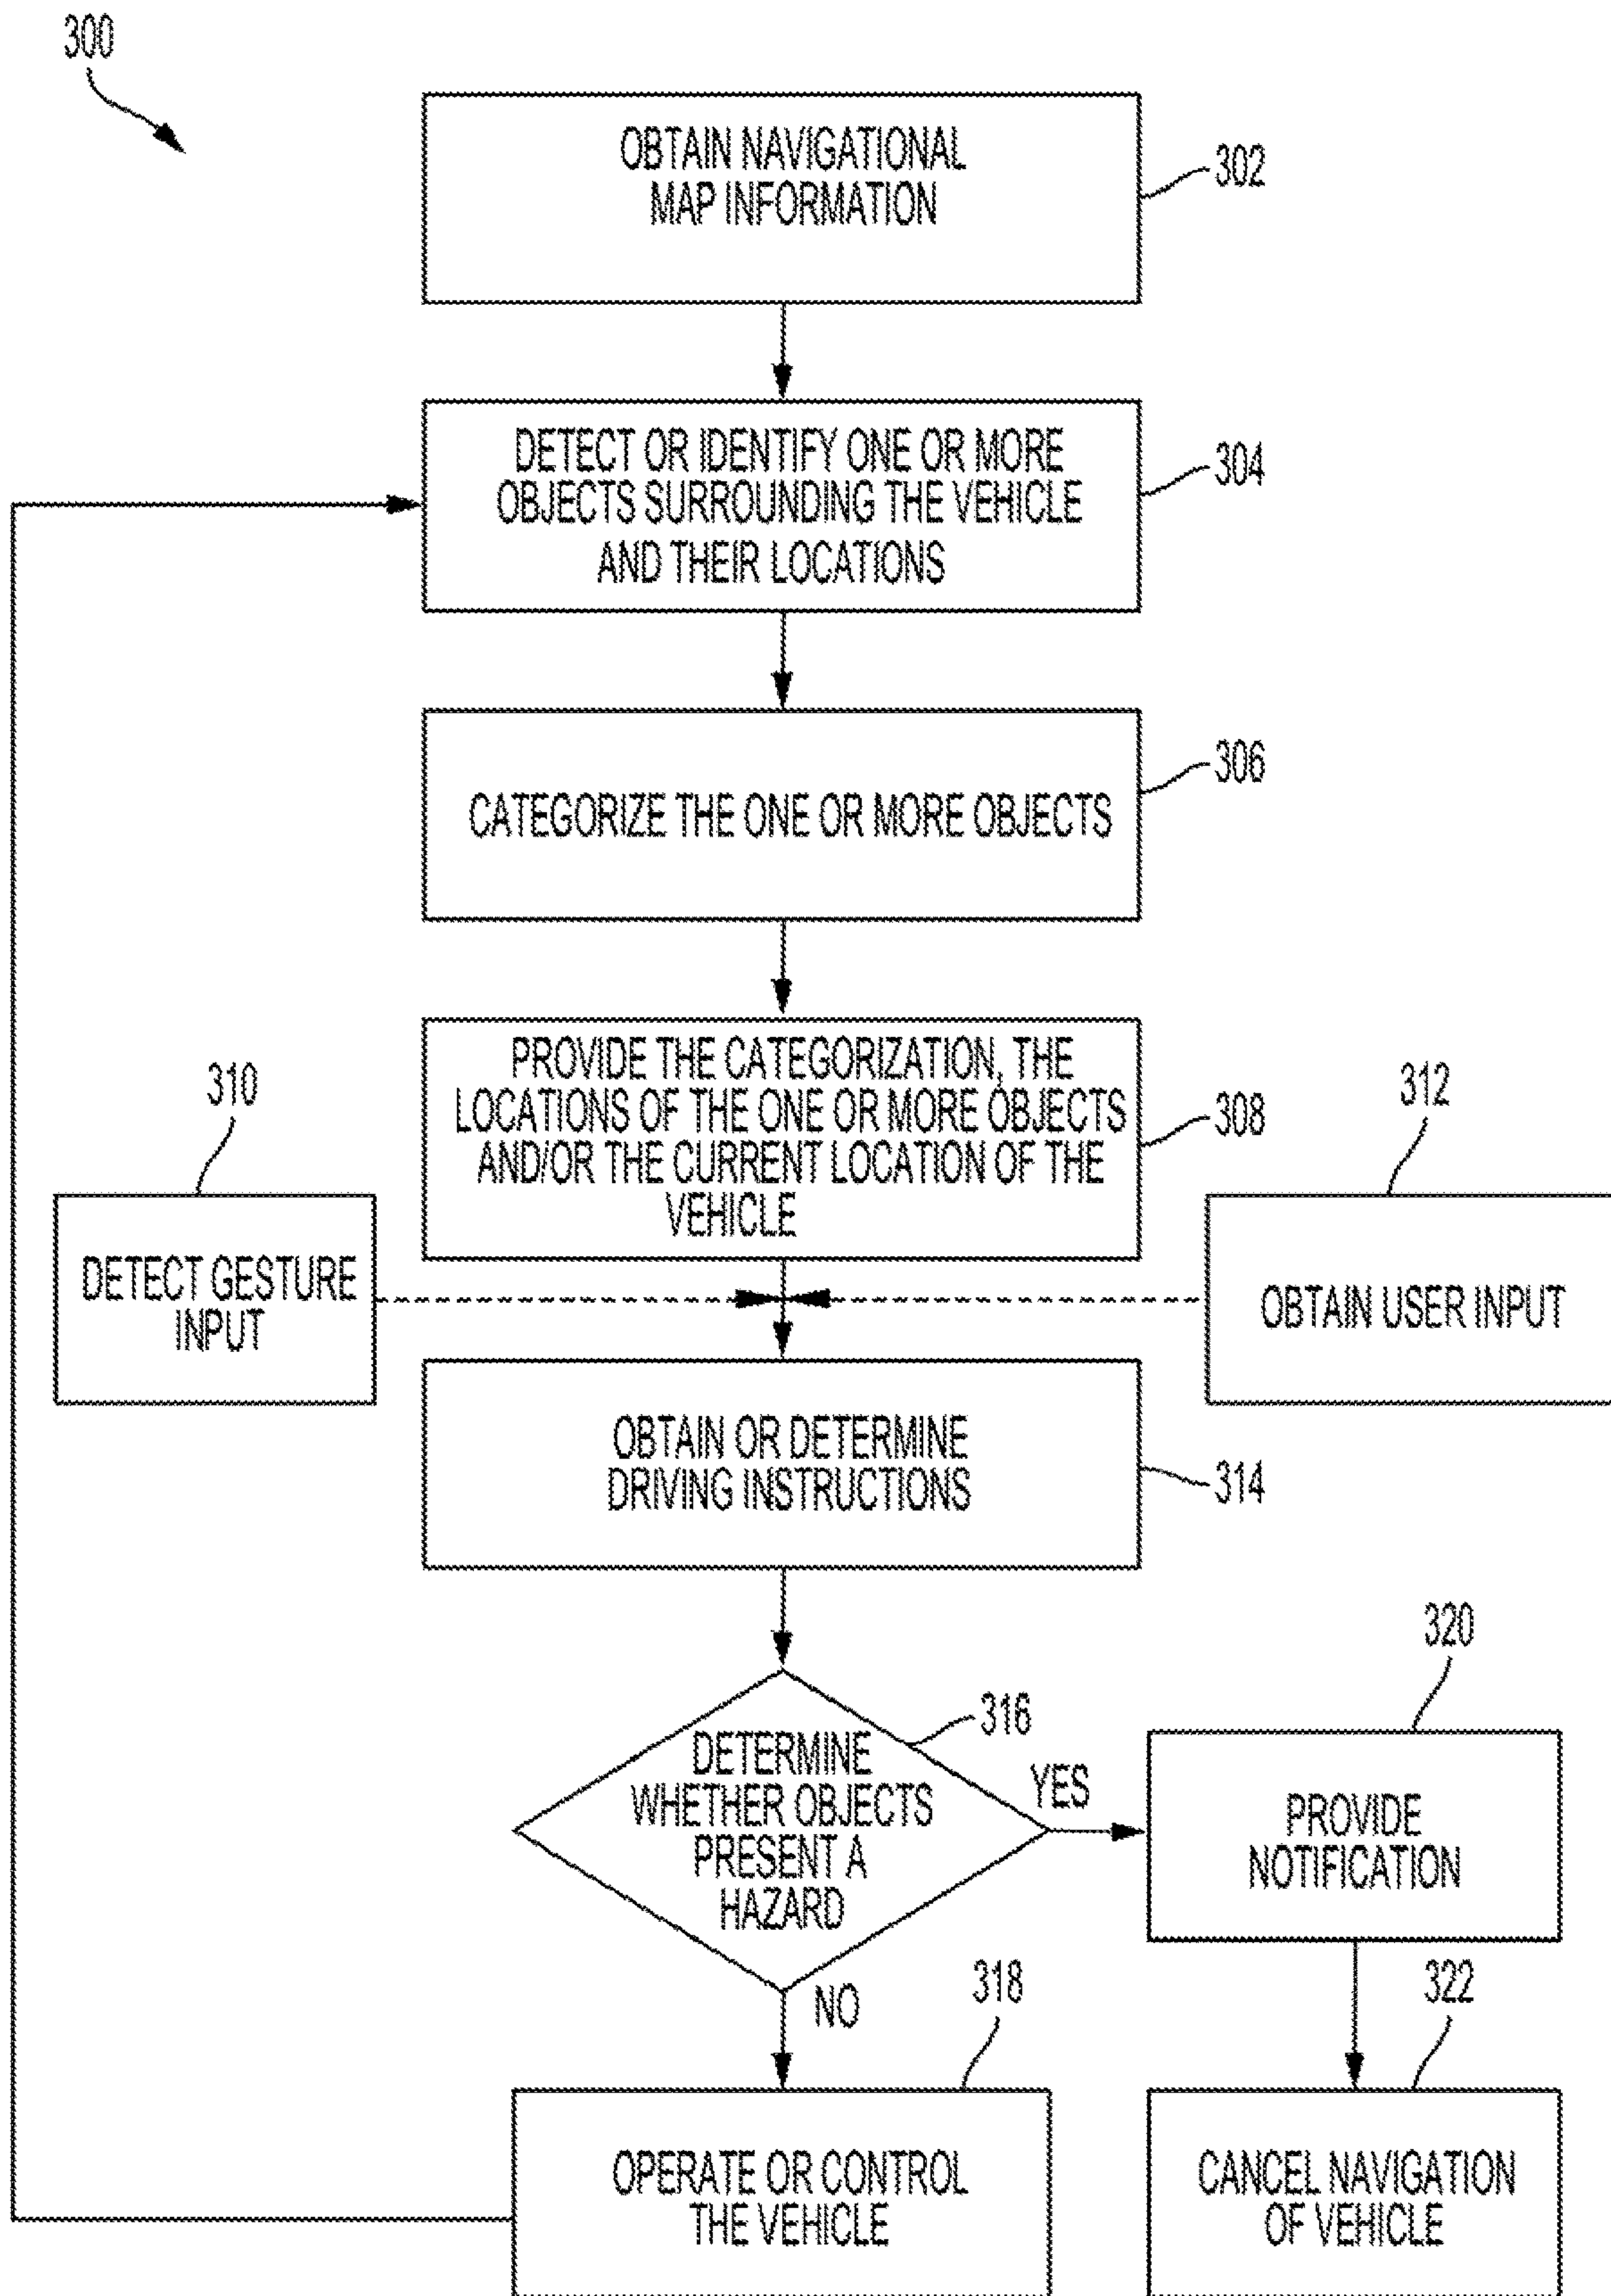 300
OBTAIN NAVIGATIONAL
MAP INFORMATION
302
DETECT OR IDENTIFY ONE OR MORE
OBJECTS SURROUNDING THE VEHICLE
AND THEIR LOCATIONS
304
CATEGORIZE THE ONE OR MORE OBJECTS
306
PROVIDE THE CATEGORIZATION, THE
LOCATIONS OF THE ONE OR MORE OBJECTS
AND/OR THE CURRENT LOCATION OF THE
VEHICLE
308
310
DETECT GESTURE
INPUT
312
OBTAIN USER INPUT
OBTAIN OR DETERMINE
DRIVING INSTRUCTIONS
314
DETERMINE
WHETHER OBJECTS
PRESENT A
HAZARD
316
YES
320
PROVIDE
NOTIFICATION
NO
318
OPERATE OR CONTROL
THE VEHICLE
322
CANCEL NAVIGATION
OF VEHICLE